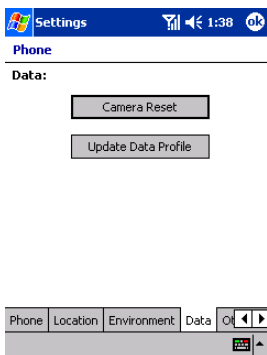 Settings 1:38 ok
Phone
Data:
Camera Reset
Update Data Profile
Phone Location Environment Data Ot